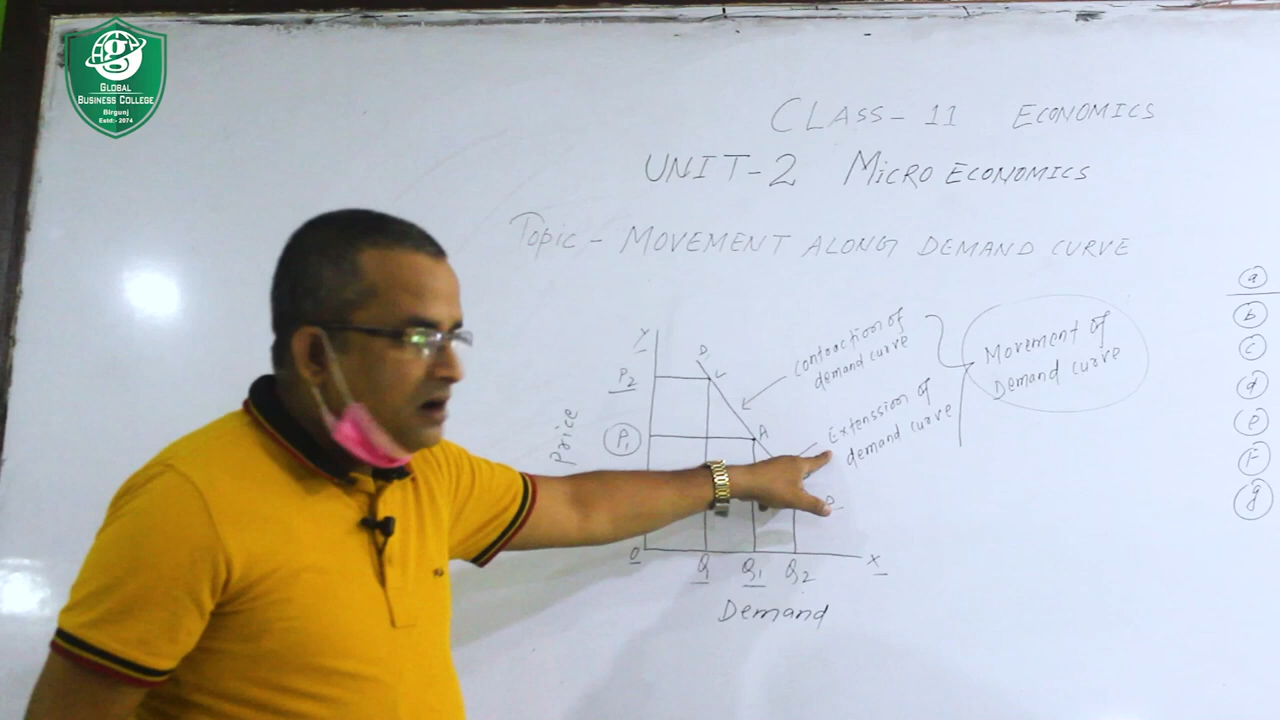 GLOBAL
BUSINESS COLLEGE
Birgunj
Estd:- 2074
CLASS- 11 ECONOMICS
UNIT-2 MICRO ECONOMICS
Topic - MOVEMENT ALONG DEMAND CURVE
Y
D
P2
C
P1
A
Price
D
O
Q
Q1
Q2
X
Demand
contraction of
demand curve
Extenssion of
demand curve
Movement of
Demand curve
a
b
c
d
e
F
g